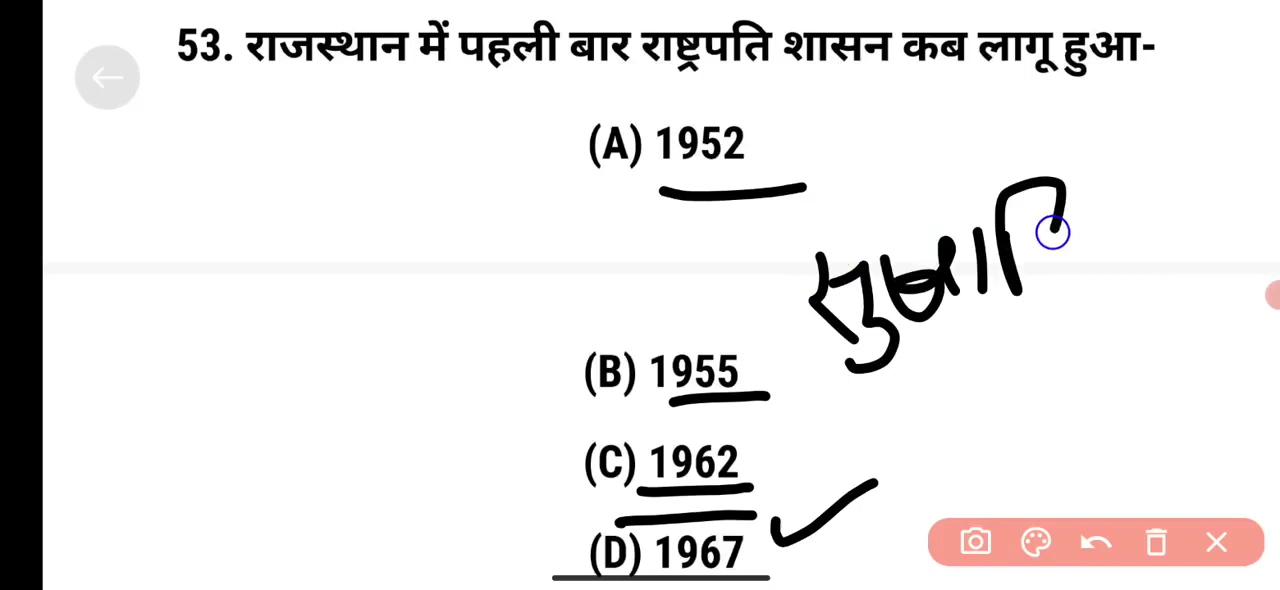 53. राजस्थान में पहली बार राष्ट्रपति शासन कब लागू हुआ-
(A) 1952
(B) 1955
(C) 1962
(D) 1967